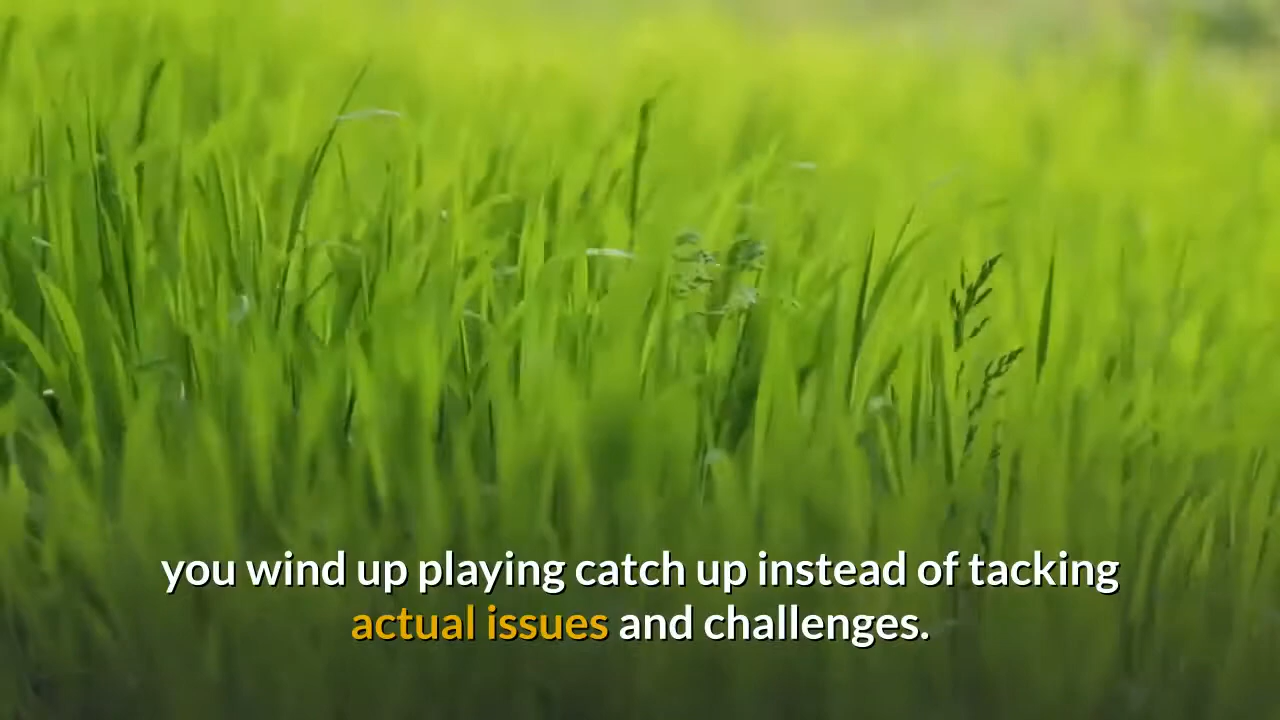 you wind up playing catch up instead of tacking
actual issues and challenges.